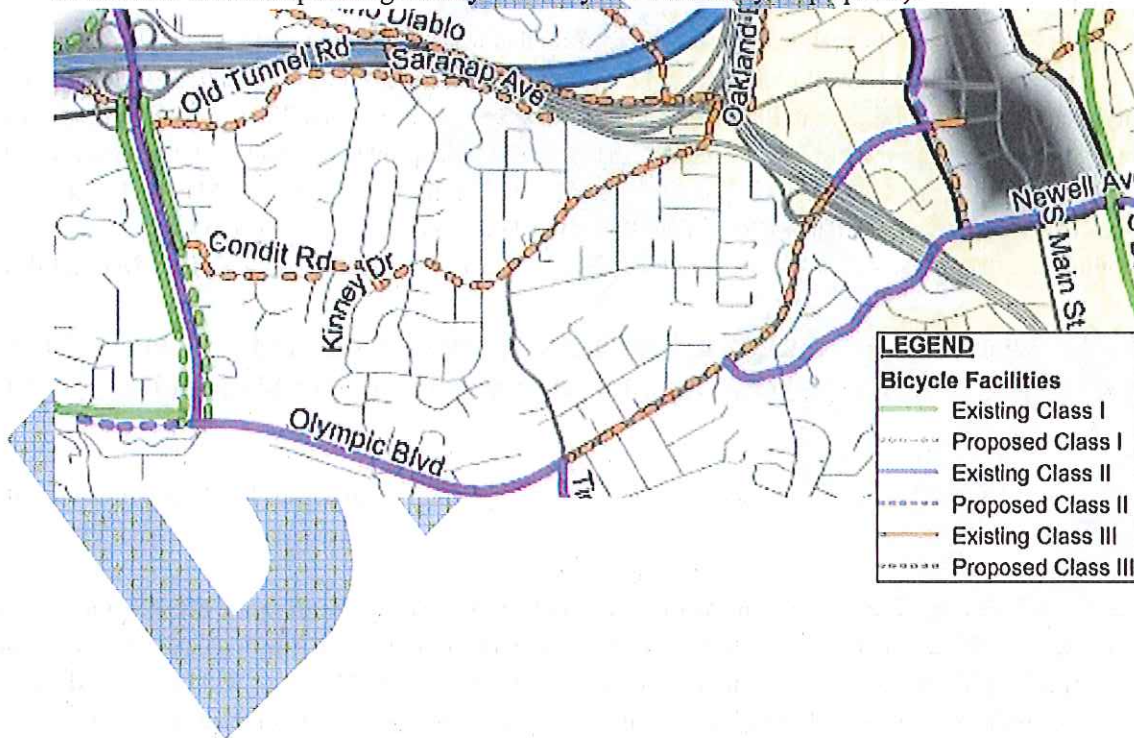 Diablo
Old Tunnel Rd
Saranap Ave
Oakland
Condit Rd
Kinney Dr
Newell Ave
S Main St
Olympic Blvd
LEGEND
Bicycle Facilities
Existing Class I
Proposed Class I
Existing Class II
Proposed Class II
Existing Class III
Proposed Class III